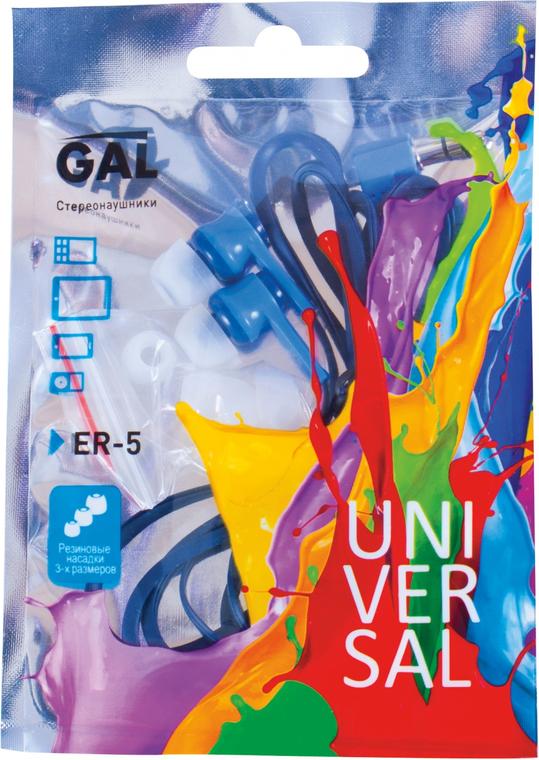 GAL
Стереонаушники
ER-5
Резиновые
насадки
3-х размеров
UNI
VER
SAL